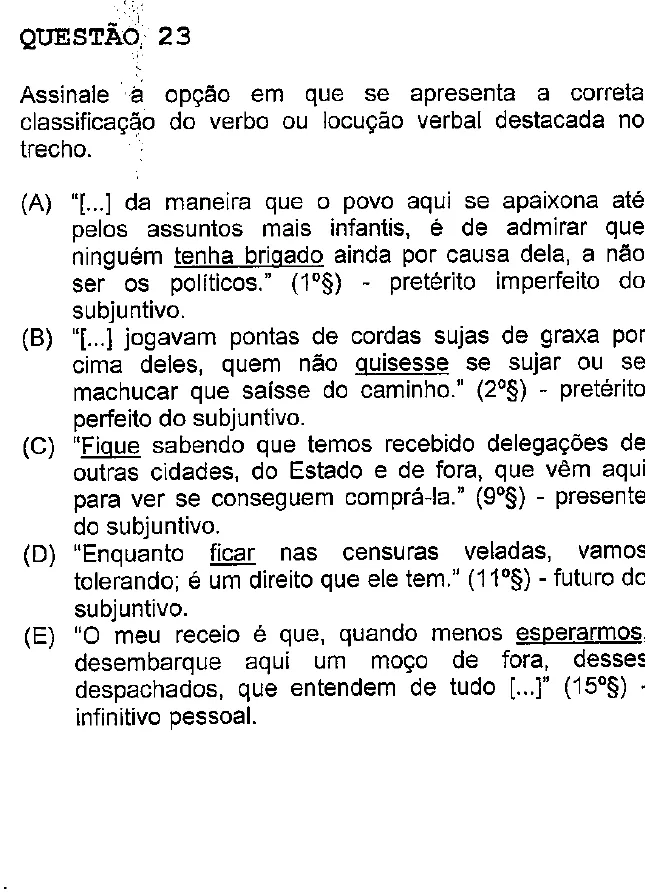 QUESTÃO 23
Assinale a opção em que se apresenta a correta
classificação do verbo ou locução verbal destacada no
trecho.
(A) "[...] da maneira que o povo aqui se apaixona até
pelos assuntos mais infantis, é de admirar que
ninguém tenha brigado ainda por causa dela, a não
ser os políticos." (1º§) - pretérito imperfeito do
subjuntivo.
(B) "[...] jogavam pontas de cordas sujas de graxa por
cima deles, quem não quisesse se sujar ou se
machucar que saísse do caminho." (2º§) - pretérito
perfeito do subjuntivo.
(C) "Fique sabendo que temos recebido delegações de
outras cidades, do Estado e de fora, que vêm aqui
para ver se conseguem comprá-la." (9º§) - presente
do subjuntivo.
(D) "Enquanto ficar nas censuras veladas, vamos
tolerando; é um direito que ele tem." (11º§) - futuro do
subjuntivo.
(E) "O meu receio é que, quando menos esperarmos,
desembarque aqui um moço de fora, desses
despachados, que entendem de tudo [...]" (15º§) -
infinitivo pessoal.